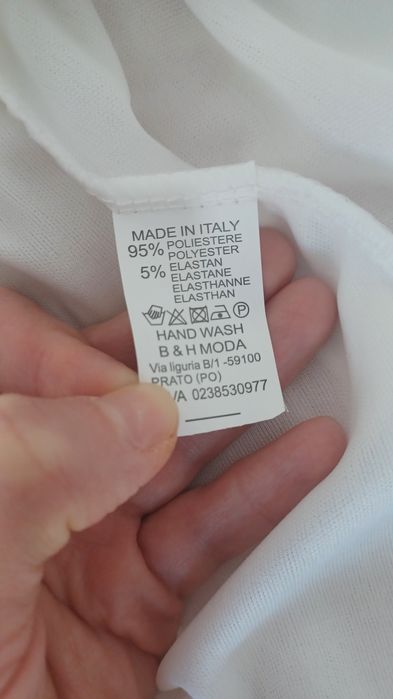 MADE IN ITALY
95% POLIESTERE
POLYESTER
5% ELASTAN
ELASTANE
ELASTHANNE
ELASTHAN
P
HAND WASH
B & H MODA
Via liguria B/1 -59100
PRATO (PO)
VA 0238530977